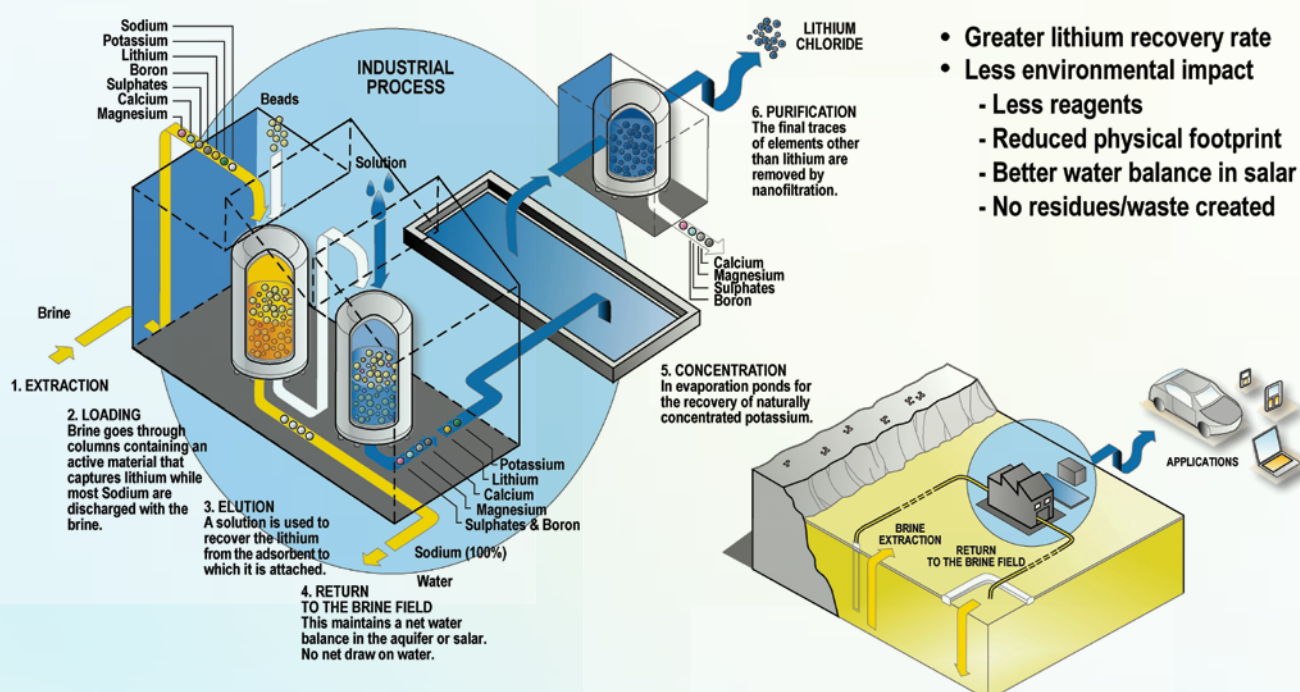 Sodium
Potassium
Lithium
Boron
Sulphates
Calcium
Magnesium
Beads
INDUSTRIAL
PROCESS
Solution
LITHIUM
CHLORIDE
• Greater lithium recovery rate
• Less environmental impact
- Less reagents
- Reduced physical footprint
- Better water balance in salar
- No residues/waste created
6. PURIFICATION
The final traces
of elements other
than lithium are
removed by
nanofiltration.
Calcium
Magnesium
Sulphates
Boron
Brine
1. EXTRACTION
2. LOADING
Brine goes through
columns containing an
active material that
captures lithium while
most Sodium are
discharged with the
brine.
3. ELUTION
A solution is used to
recover the lithium
from the adsorbent to
which it is attached.
Potassium
Lithium
Calcium
Magnesium
Sulphates & Boron
Sodium (100%)
Water
4. RETURN
TO THE BRINE FIELD
This maintains a net water
balance in the aquifer or salar.
No net draw on water.
5. CONCENTRATION
In evaporation ponds for
the recovery of naturally
concentrated potassium.
APPLICATIONS
BRINE
EXTRACTION
RETURN
TO THE BRINE FIELD